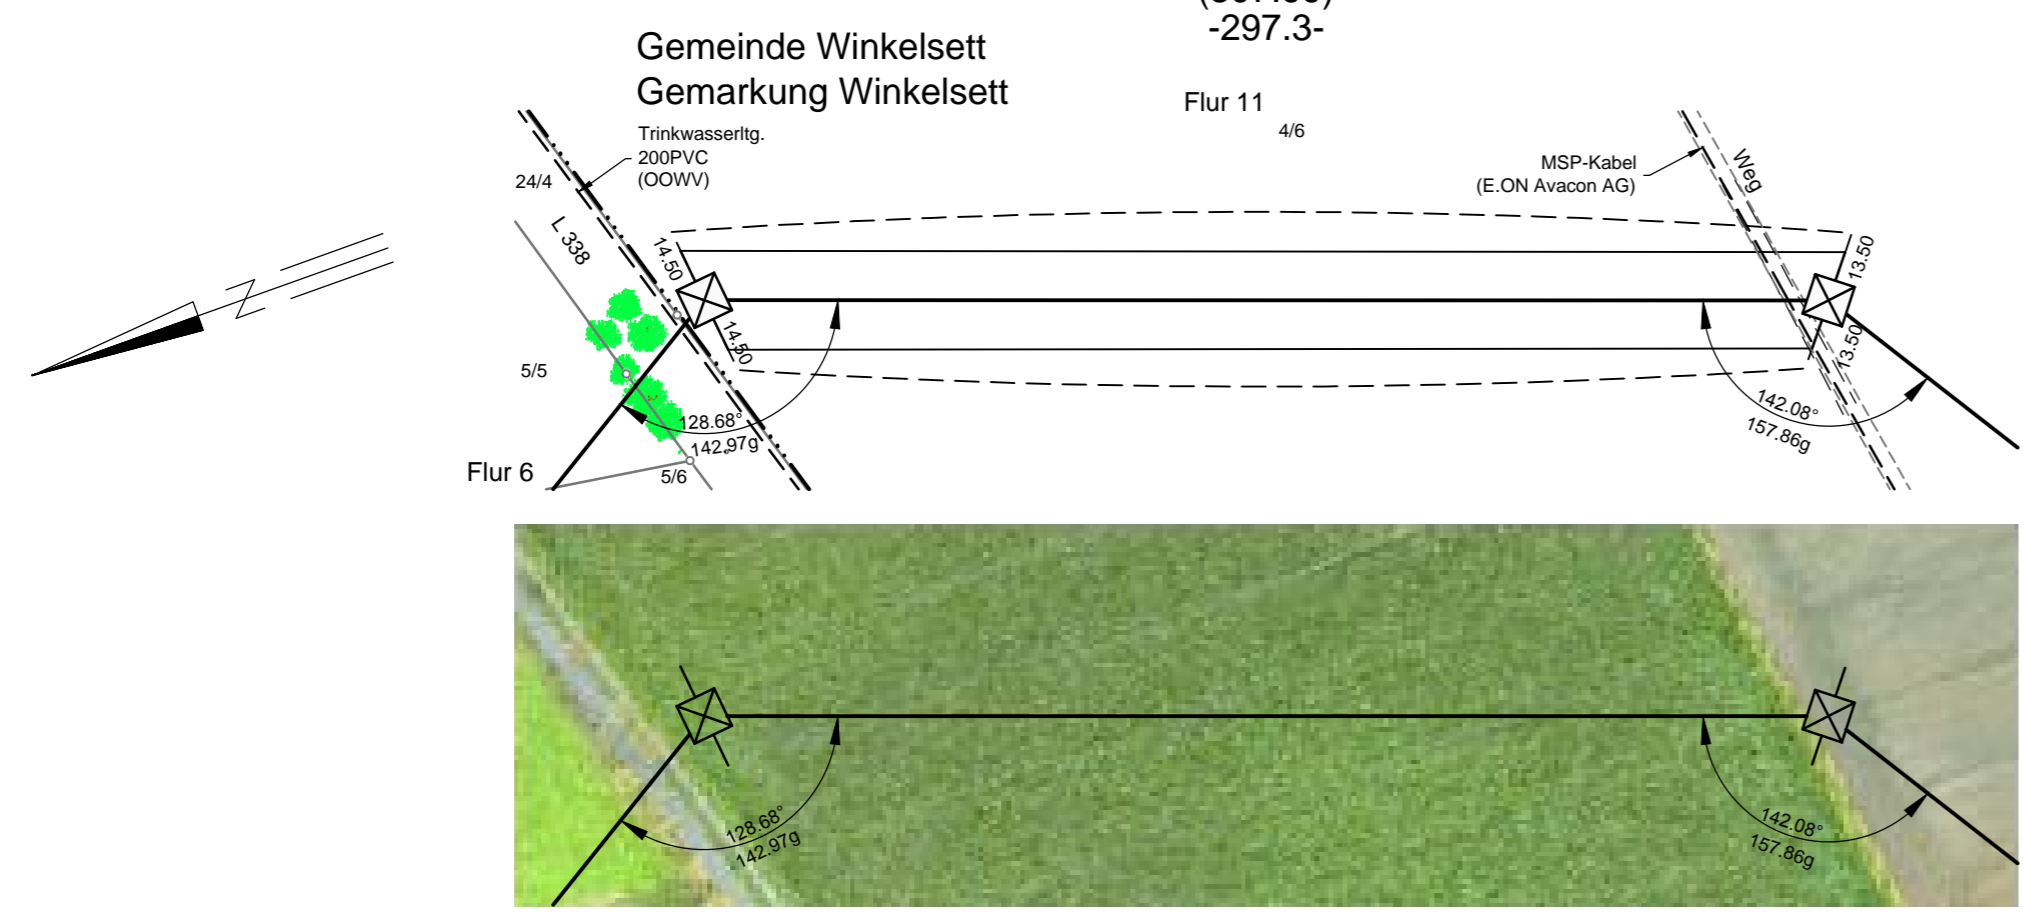 -297.3-
Gemeinde Winkelsett
Gemarkung Winkelsett
Flur 11
4/6
Trinkwasserltg.
200PVC
(OOWV)
24/4
L 338
MSP-Kabel
(E.ON Avacon AG)
Weg
N
14.50
14.50
13.50
13.50
5/5
128.68°
142.97g
142.08°
157.86g
Flur 6
5/6
128.68°
142.97g
142.08°
157.86g